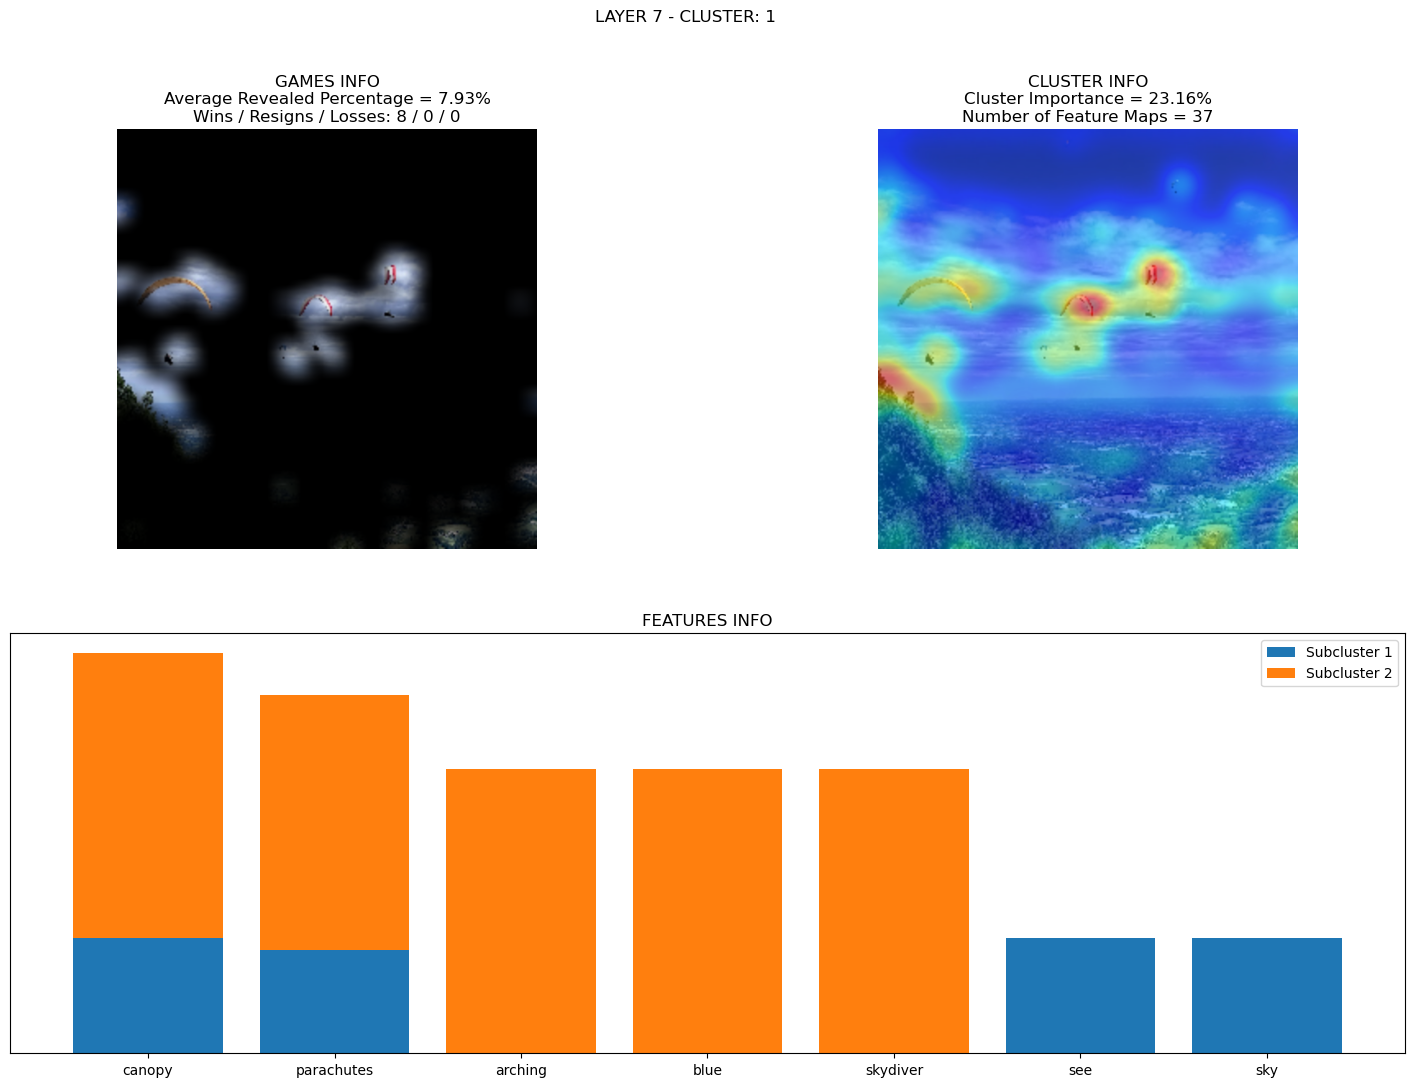 LAYER 7 - CLUSTER: 1
GAMES INFO
Average Revealed Percentage = 7.93%
Wins / Resigns / Losses: 8 / 0 / 0
CLUSTER INFO
Cluster Importance = 23.16%
Number of Feature Maps = 37
FEATURES INFO
Subcluster 1
Subcluster 2
canopy
parachutes
arching
blue
skydiver
see
sky